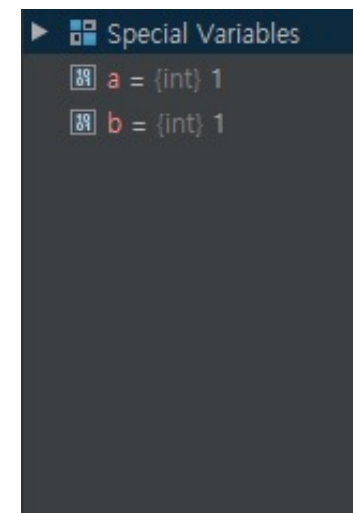 Special Variables
a = {int} 1
b = {int} 1